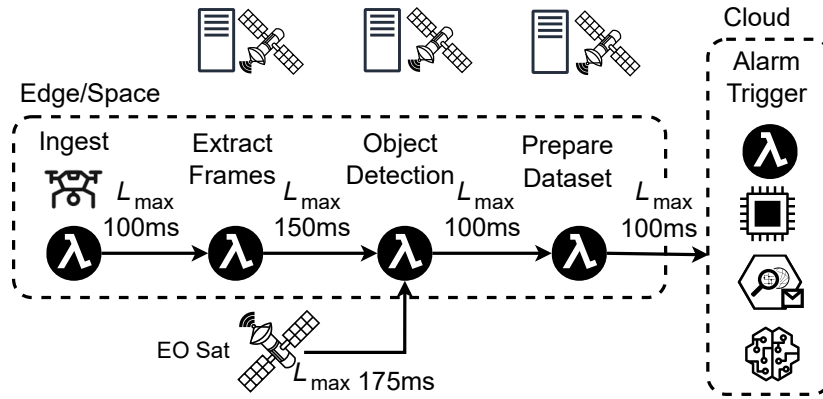 Cloud
Alarm
Trigger
Edge/Space
Ingest
Extract
Frames
Object
Detection
Prepare
Dataset
L max
100ms
L max
150ms
L max
100ms
L max
100ms
λ
λ
λ
λ
λ
EO Sat
L max 175ms